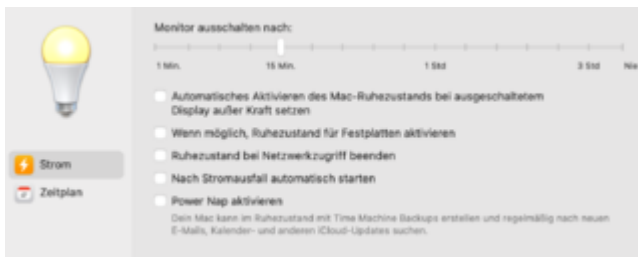 Monitor ausschalten nach:
1 Min. 15 Min. 1 Std 3 Std Nie
Automatisches Aktivieren des Mac-Ruhezustands bei ausgeschaltetem
Display außer Kraft setzen
Wenn möglich, Ruhezustand für Festplatten aktivieren
Ruhezustand bei Netzwerkzugriff beenden
Nach Stromausfall automatisch starten
Power Nap aktivieren
Dein Mac kann im Ruhezustand mit Time Machine Backups erstellen und regelmäßig nach neuen
E-Mails, Kalender- und anderen iCloud-Updates suchen.
Strom
Zeitplan